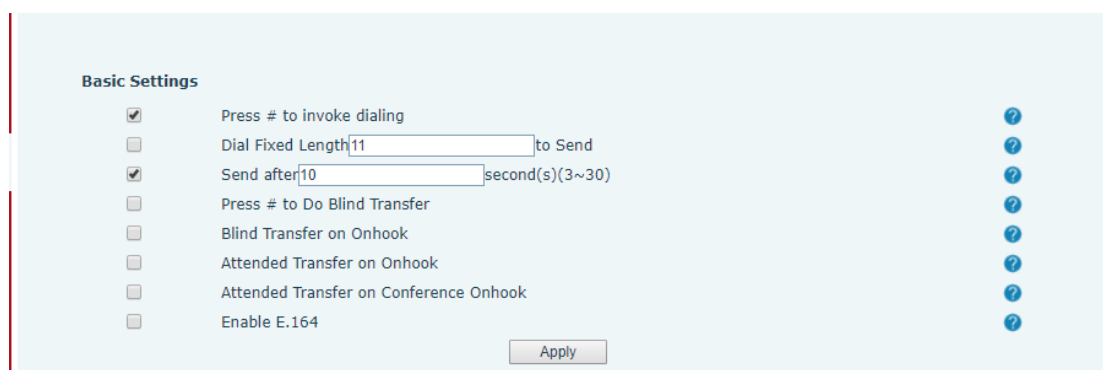 Basic Settings
Press # to invoke dialing ?
Dial Fixed Length 11 to Send ?
Send after 10 second(s)(3~30) ?
Press # to Do Blind Transfer ?
Blind Transfer on Onhook ?
Attended Transfer on Onhook ?
Attended Transfer on Conference Onhook ?
Enable E.164 ?
Apply